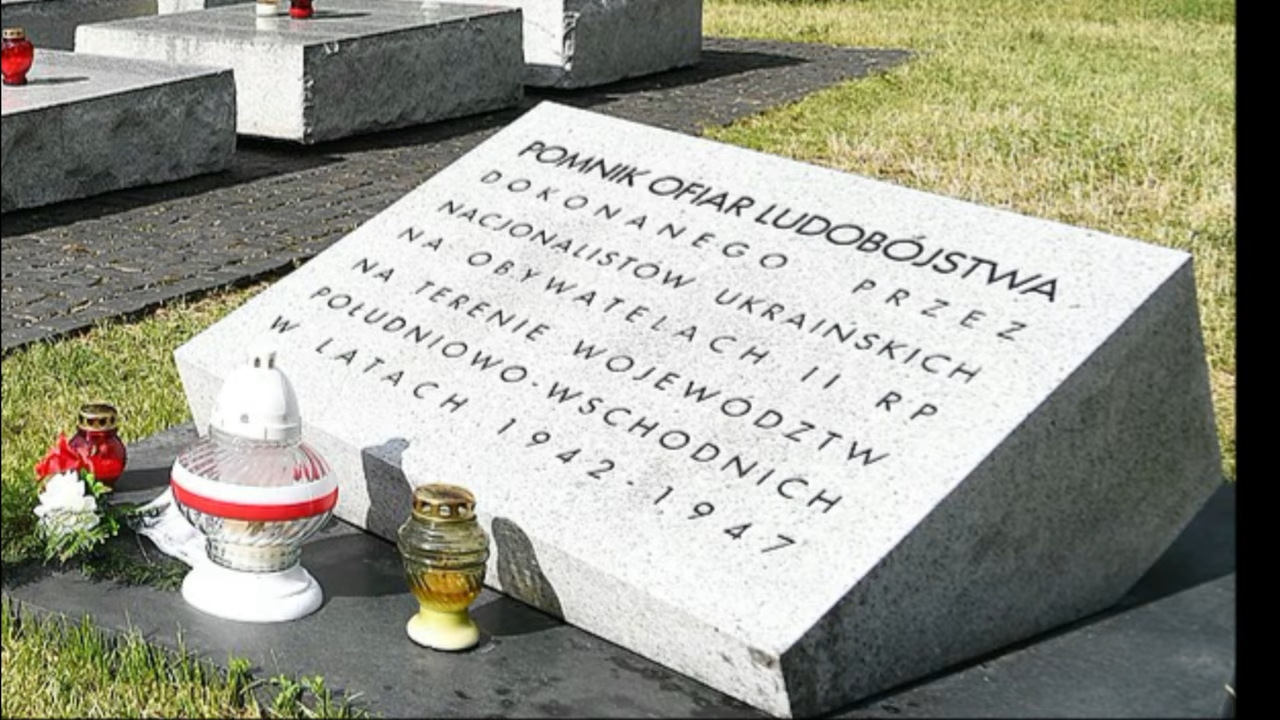 POMNIK OFIAR LUDOBÓJSTWA
DOKONANEGO PRZEZ
NACJONALISTÓW UKRAIŃSKICH
NA OBYWATELACH II RP
NA TERENIE WOJEWÓDZTW
POŁUDNIOWO-WSCHODNICH
W LATACH 1942-1947